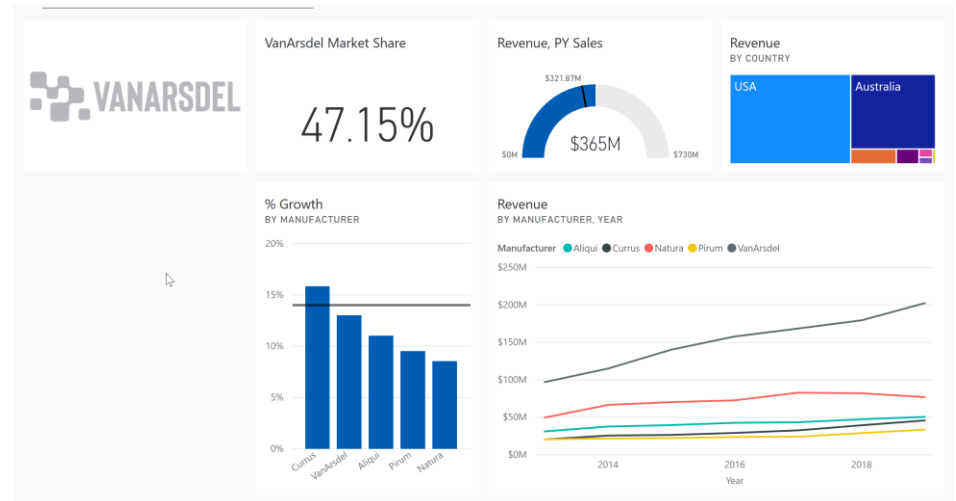 VANARSDEL
VanArsdel Market Share
47.15%
Revenue, PY Sales
$321.87M
$365M
$0M
$730M
Revenue
BY COUNTRY
USA
Australia
% Growth
BY MANUFACTURER
20%
15%
10%
5%
0%
Currus
VanArsdel
Aliqui
Pirum
Natura
Revenue
BY MANUFACTURER, YEAR
Manufacturer Aliqui Currus Natura Pirum VanArsdel
$250M
$200M
$150M
$100M
$50M
$0M
2014 2016 2018
Year